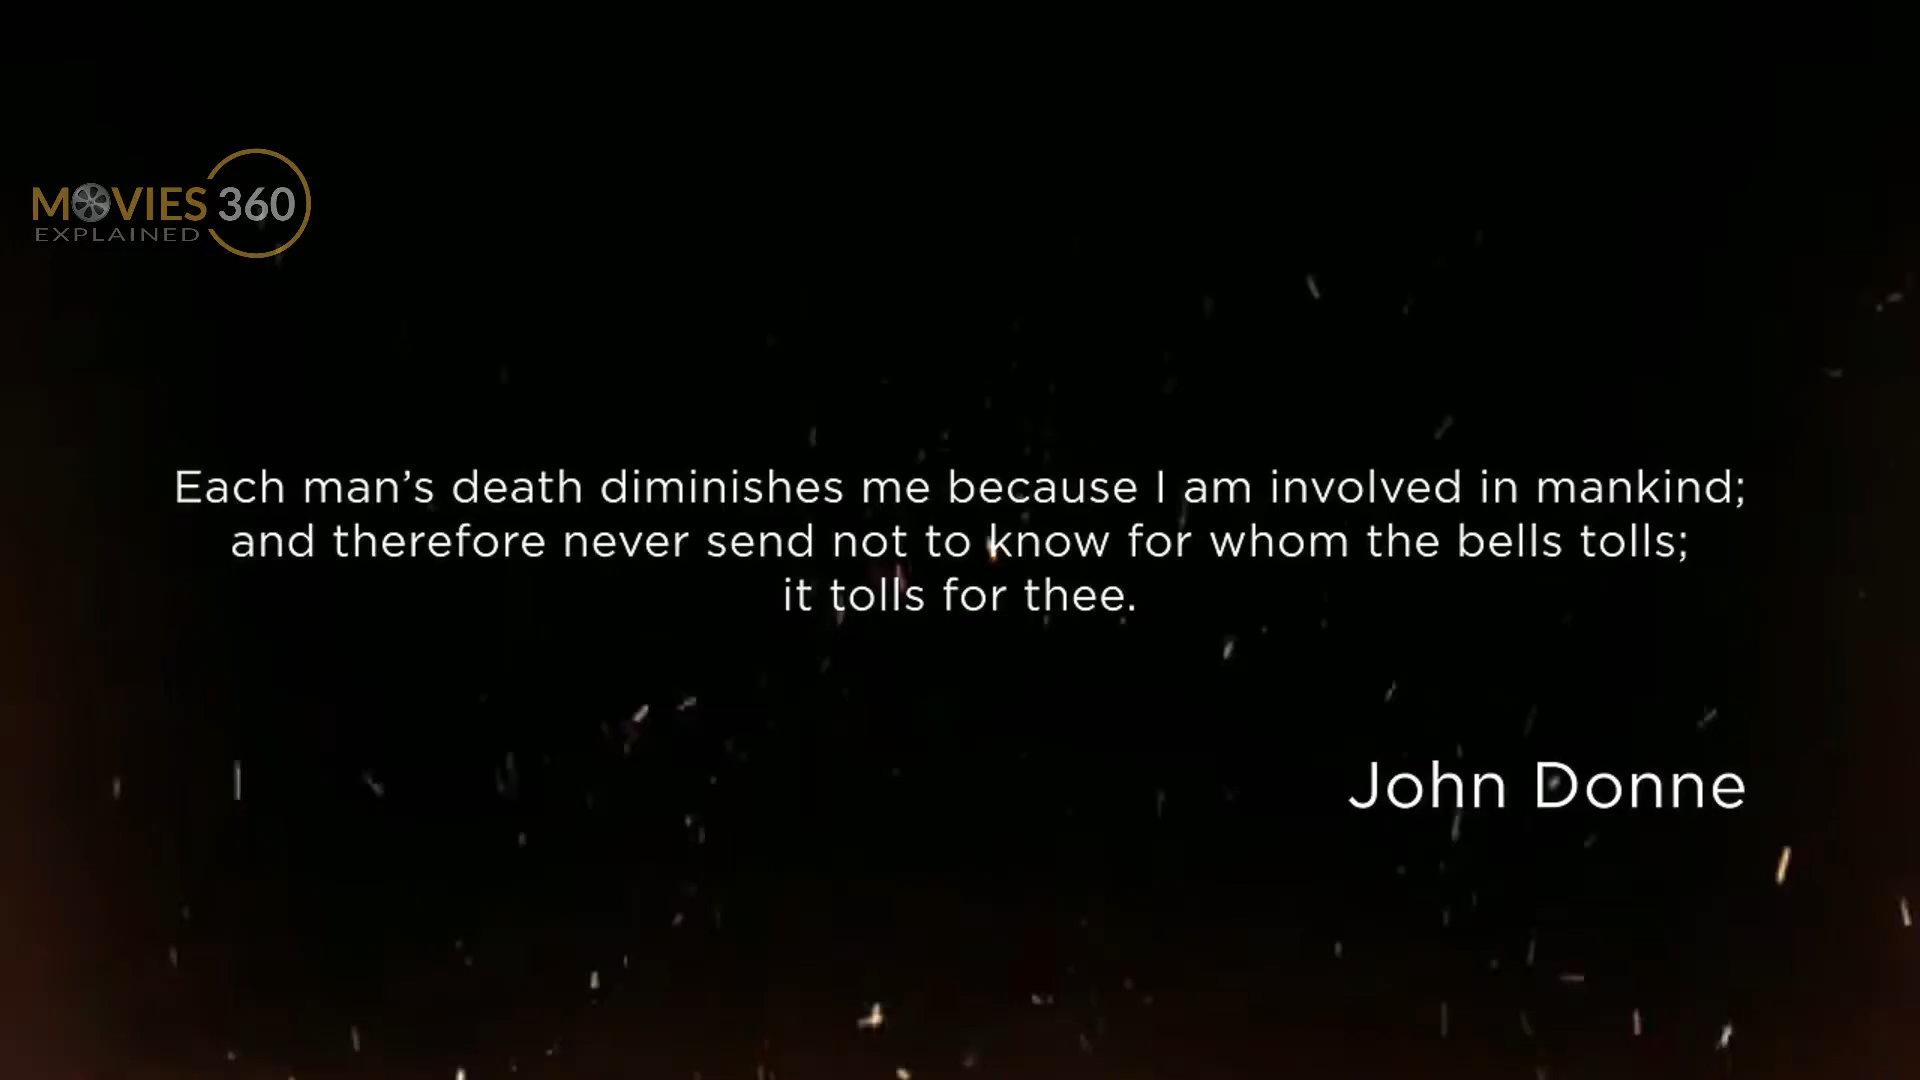 MOVIES 360
EXPLAINED
Each man’s death diminishes me because I am involved in mankind;
and therefore never send not to know for whom the bells tolls;
it tolls for thee.
John Donne